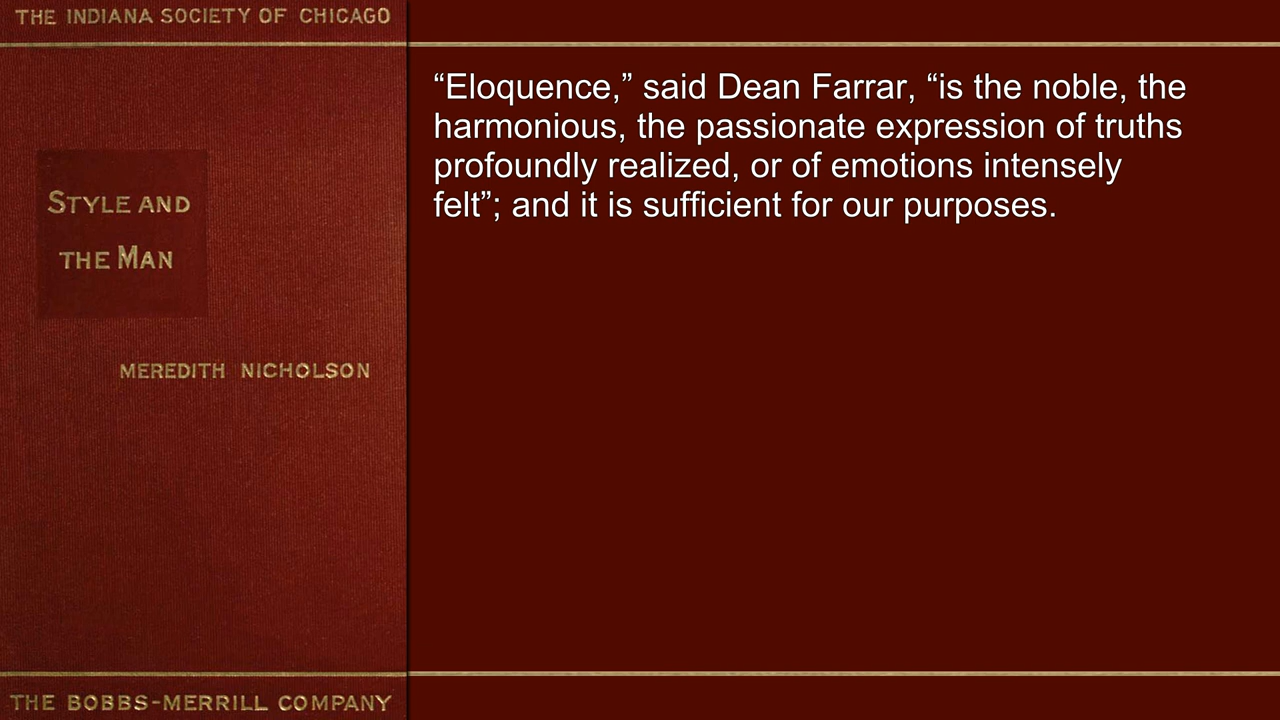 THE INDIANA SOCIETY OF CHICAGO
STYLE AND
THE MAN
MEREDITH NICHOLSON
THE BOBBS-MERRILL COMPANY
“Eloquence,” said Dean Farrar, “is the noble, the
harmonious, the passionate expression of truths
profoundly realized, or of emotions intensely
felt”; and it is sufficient for our purposes.